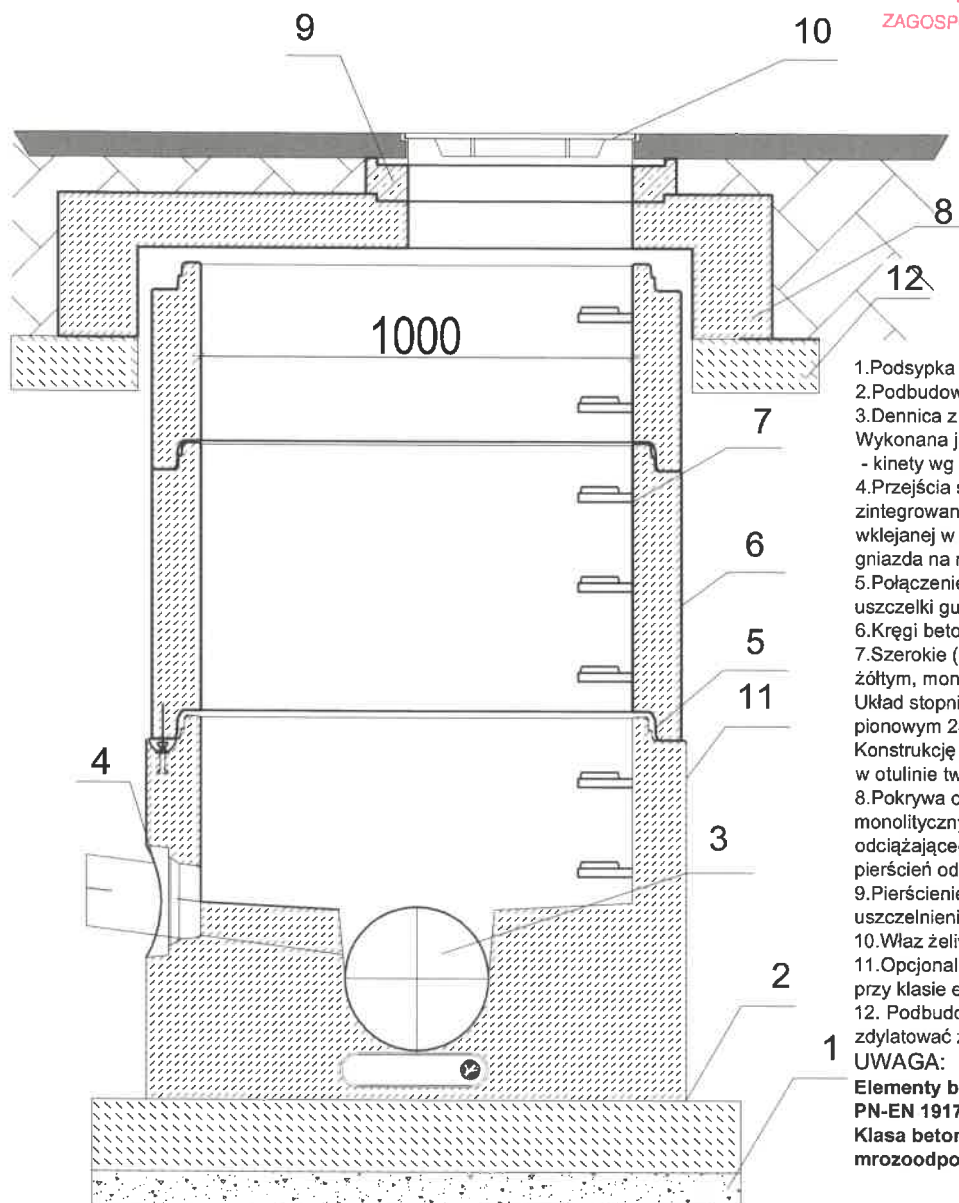 ZAGOSP
9
10
8
12
1000
7
6
5
11
4
3
2
1
1.Podsypka
2.Podbudow
3.Dennica z
Wykonana j
- kinety wg
4.Przejścia s
zintegrowan
wklejanej w
gniazda na r
5.Połączenie
uszczelki gu
6.Kręgi beto
7.Szerokie (
żółtym, mon
Układ stopni
pionowym 2
Konstrukcję
w otulinie tw
8.Pokrywa o
monolityczny
odciążające
pierścień od
9.Pierścienie
uszczelnieni
10.Właz żeliw
11.Opcjonal
przy klasie e
12. Podbudo
zdylatować z
UWAGA:
Elementy b
PN-EN 1917
Klasa beton
mrozoodpo